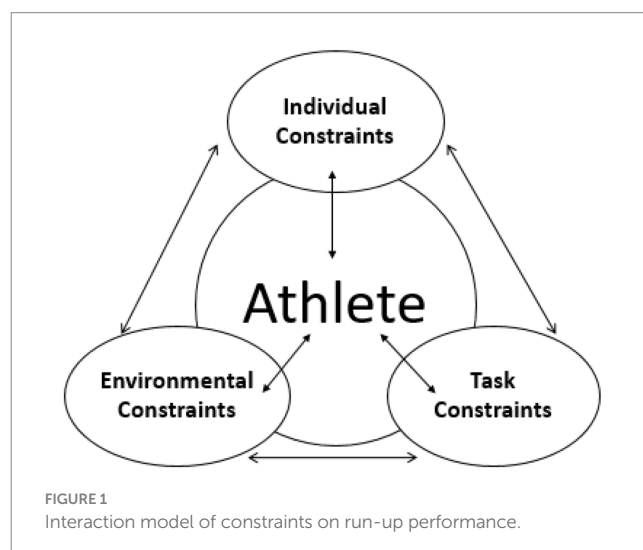 Individual
Constraints
Athlete
Environmental
Constraints
Task
Constraints
FIGURE 1
Interaction model of constraints on run-up performance.